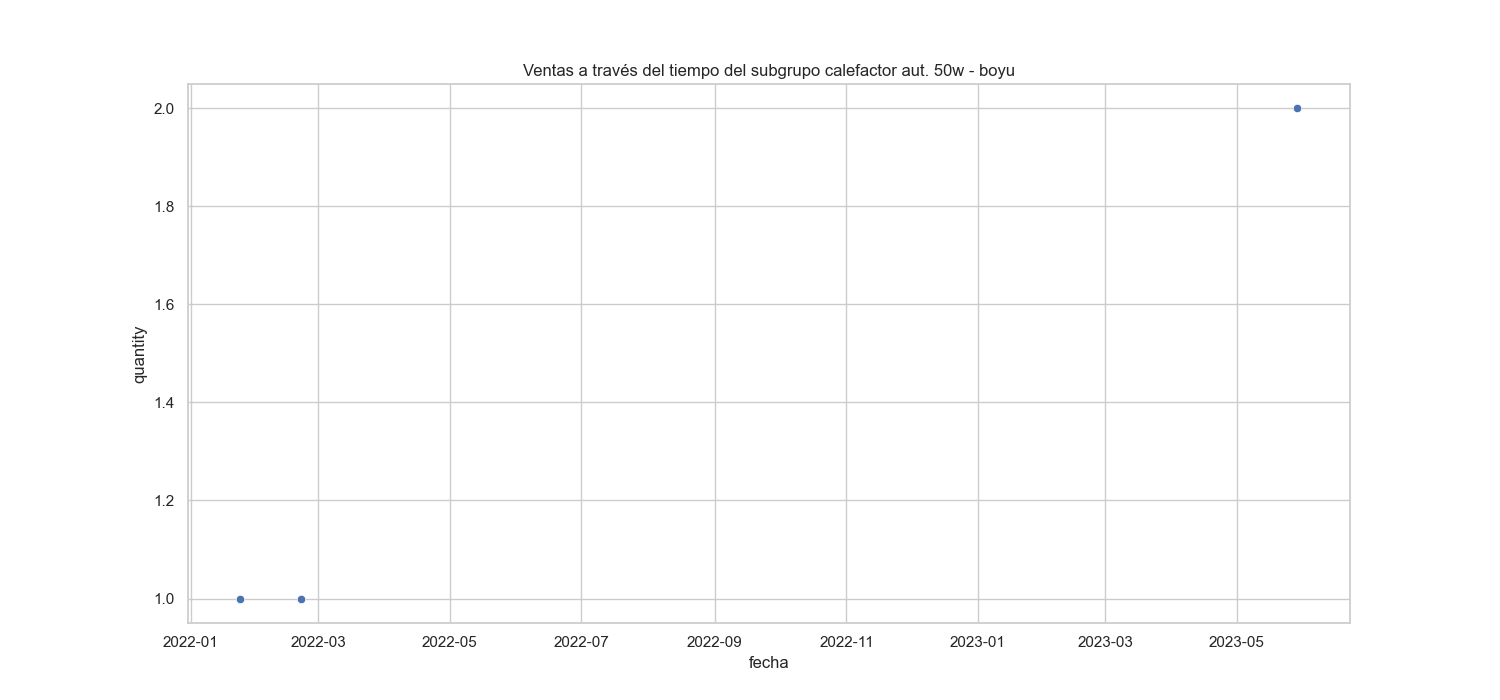 Ventas a través del tiempo del subgrupo calefactor aut. 50w - boyu
2.0
1.8
1.6
1.4
1.2
1.0
quantity
2022-01 2022-03 2022-05 2022-07 2022-09 2022-11 2023-01 2023-03 2023-05
fecha